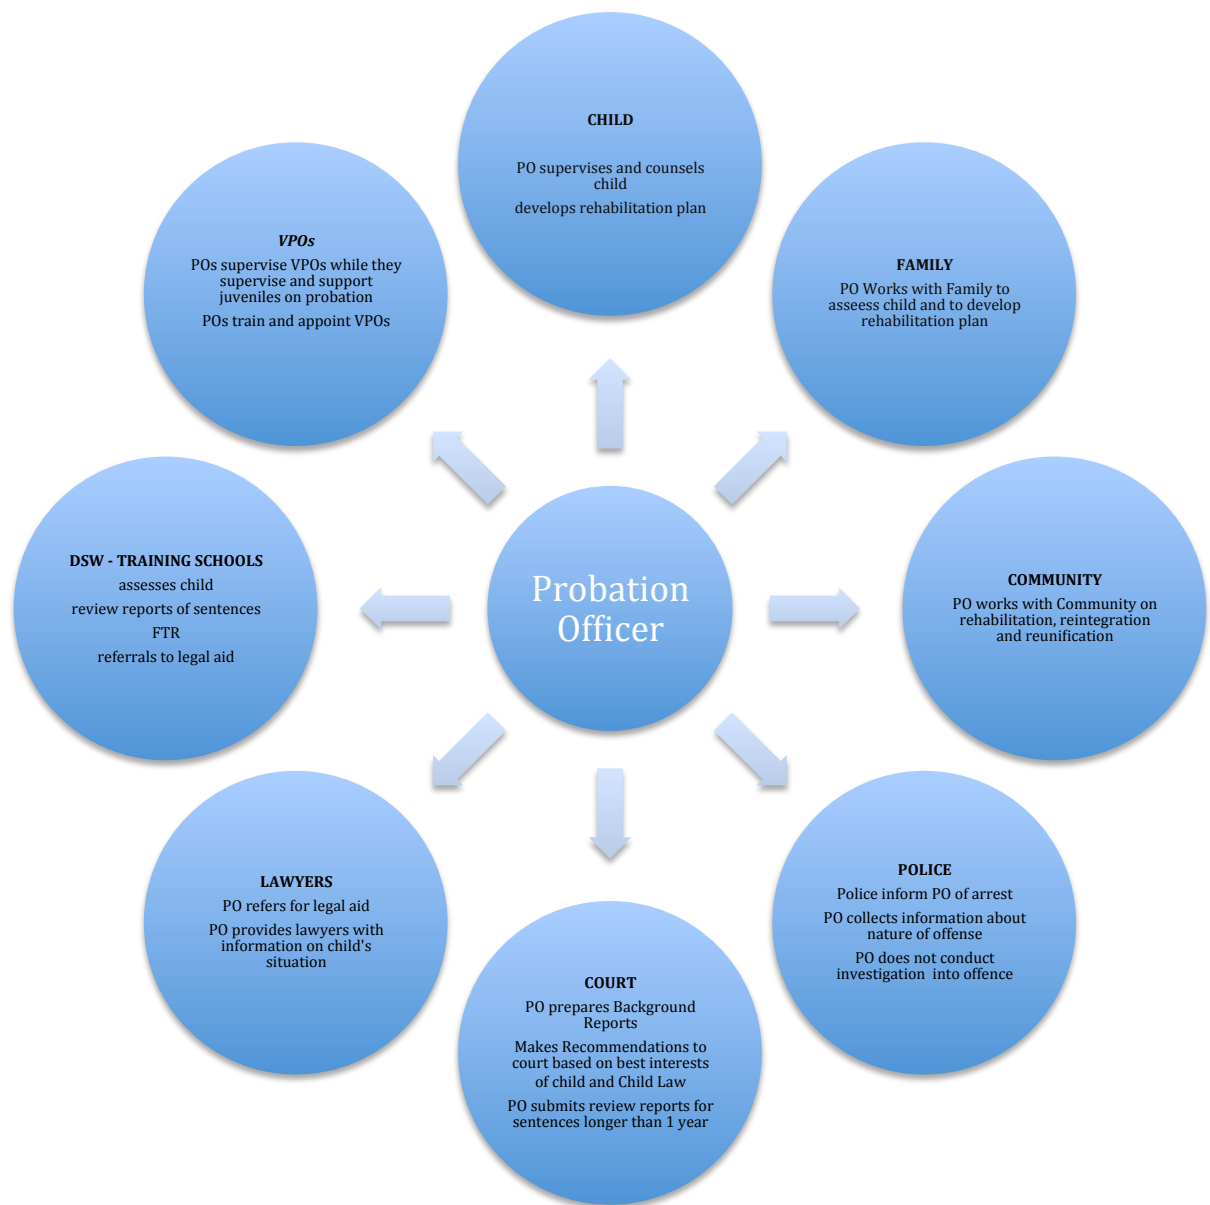 CHILD
PO supervises and counsels
child
develops rehabilitation plan
VPOs
POs supervise VPOs while they
supervise and support
juveniles on probation
POs train and appoint VPOs
FAMILY
PO Works with Family to
assess child and to develop
rehabilitation plan
DSW - TRAINING SCHOOLS
assesses child
review reports of sentences
FTR
referrals to legal aid
Probation
Officer
COMMUNITY
PO works with Community on
rehabilitation, reintegration
and reunification
LAWYERS
PO refers for legal aid
PO provides lawyers with
information on child's
situation
POLICE
Police inform PO of arrest
PO collects information about
nature of offense
PO does not conduct
investigation into offence
COURT
PO prepares Background
Reports
Makes Recommendations to
court based on best interests
of child and Child Law
PO submits review reports for
sentences longer than 1 year